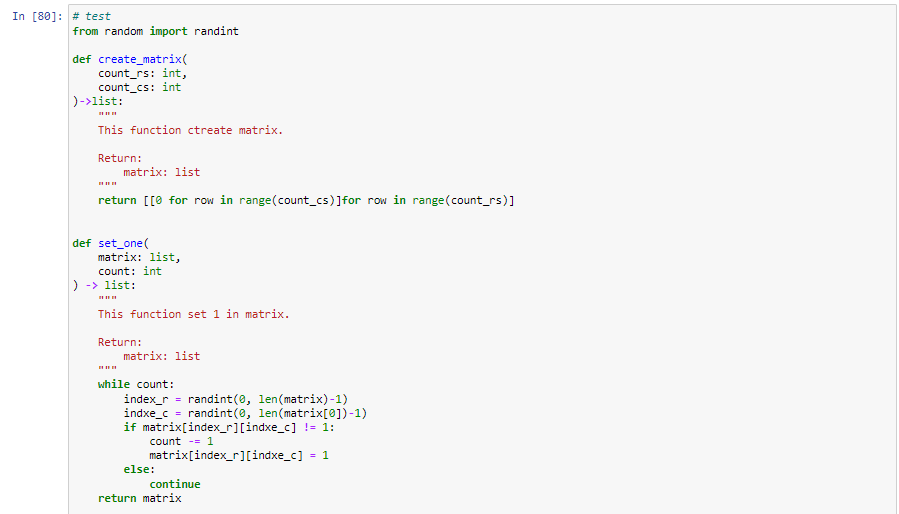 In [80]: # test
from random import randint
def create_matrix(
    count_rs: int,
    count_cs: int
)->list:
    """
    This function ctreate matrix.
    Return:
        matrix: list
    """
    return [[0 for row in range(count_cs)]for row in range(count_rs)]
def set_one(
    matrix: list,
    count: int
) -> list:
    """
    This function set 1 in matrix.
    Return:
        matrix: list
    """
    while count:
        index_r = randint(0, len(matrix)-1)
        indxe_c = randint(0, len(matrix[0])-1)
        if matrix[index_r][indxe_c] != 1:
            count -= 1
            matrix[index_r][indxe_c] = 1
        else:
            continue
    return matrix